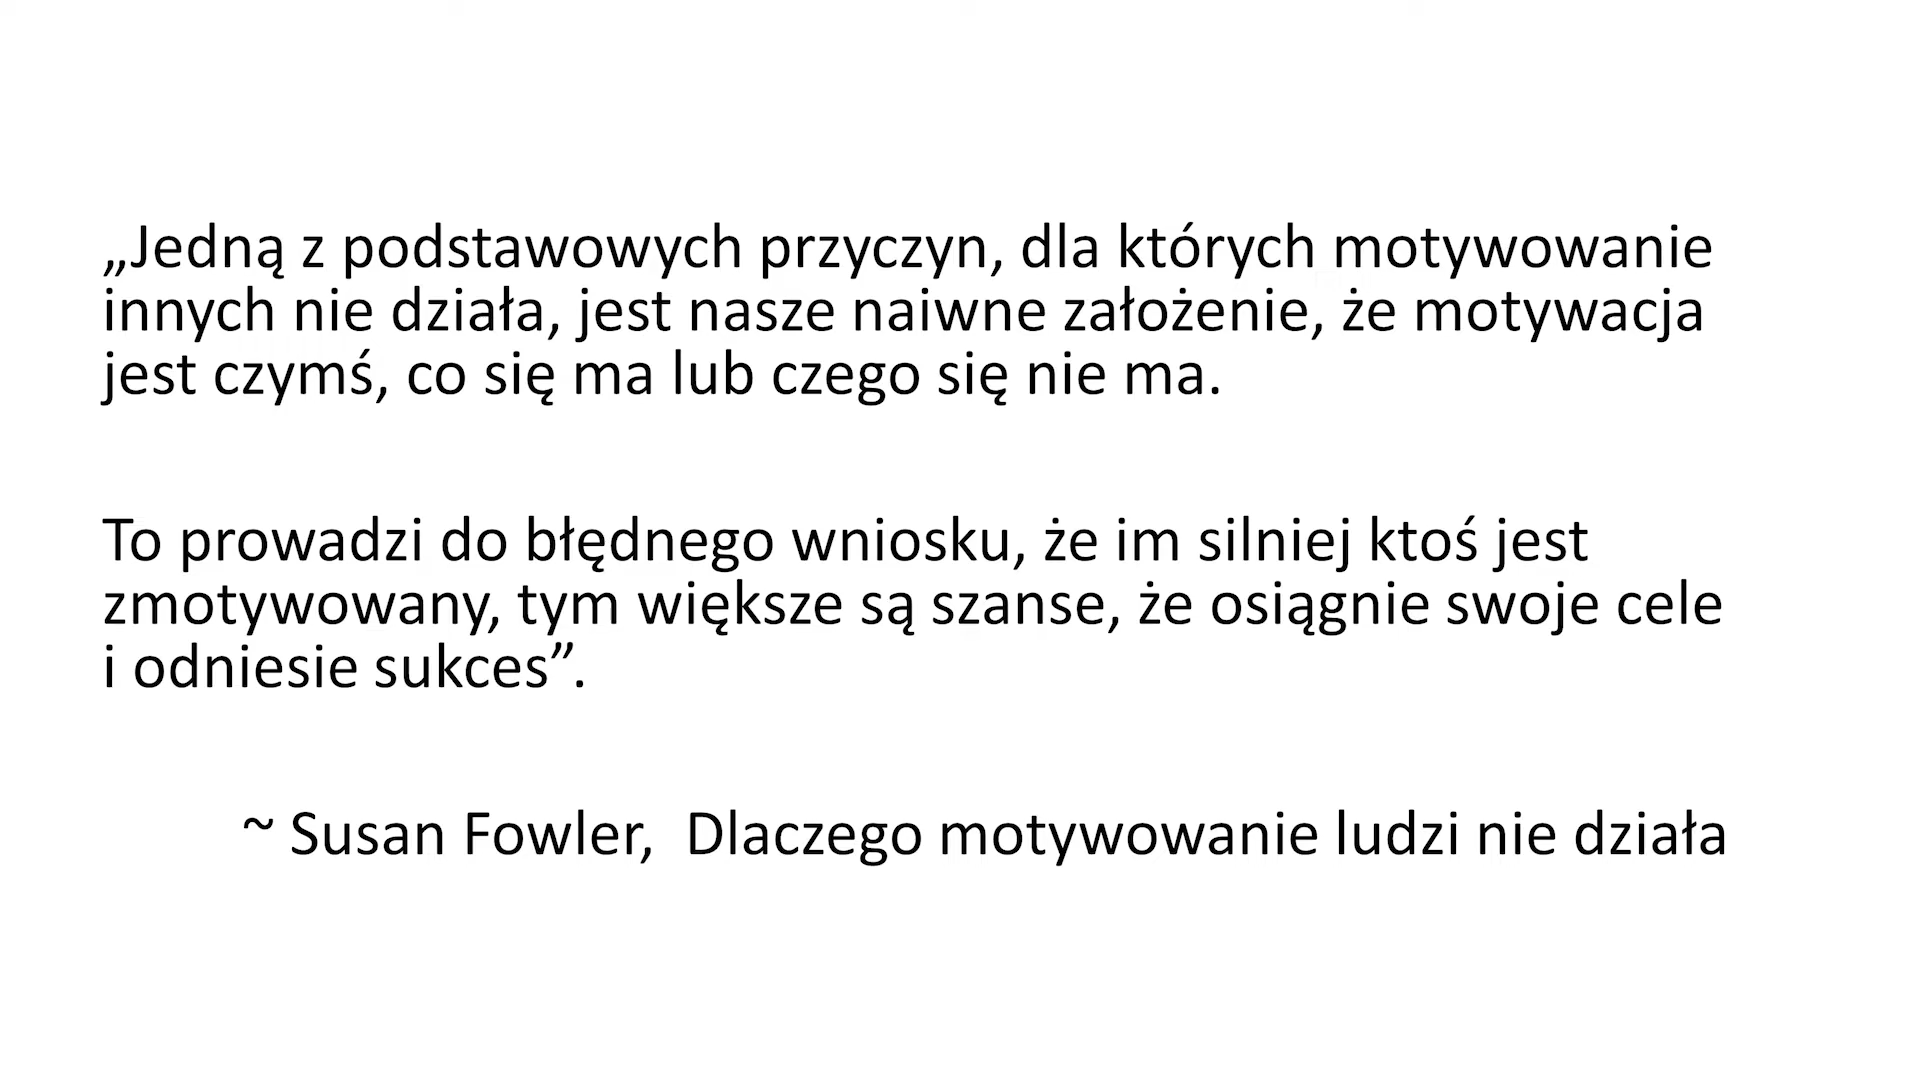 „Jedną z podstawowych przyczyn, dla których motywowanie
innych nie działa, jest nasze naiwne założenie, że motywacja
jest czymś, co się ma lub czego się nie ma.
To prowadzi do błędnego wniosku, że im silniej ktoś jest
zmotywowany, tym większe są szanse, że osiągnie swoje cele
i odniesie sukces”.
~ Susan Fowler,  Dlaczego motywowanie ludzi nie działa